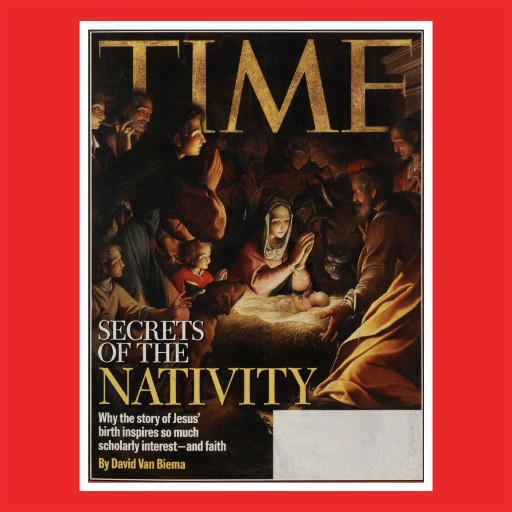 TIME
SECRETS
OF THE
NATIVITY
Why the story of Jesus'
birth inspires so much
scholarly interest—and faith
By David Van Biema